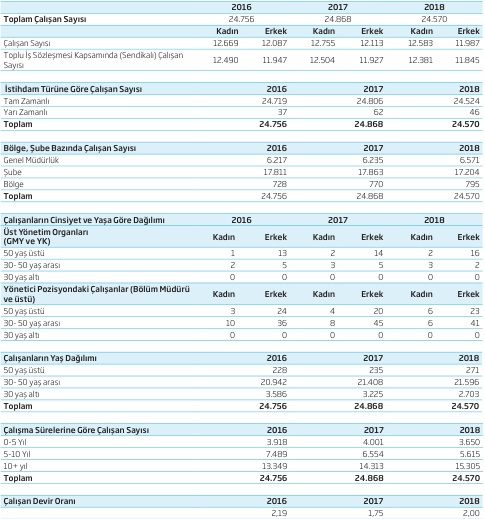 2016 2017 2018
Toplam Çalışan Sayısı 24.756 24.868 24.570
Kadın Erkek Kadın Erkek Kadın Erkek
Çalışan Sayısı 12.669 12.087 12.755 12.113 12.583 11.987
Toplu İş Sözleşmesi Kapsamında (Sendikalı) Çalışan
Sayısı 12.490 11.947 12.504 11.927 12.381 11.845
İstihdam Türüne Göre Çalışan Sayısı 2016 2017 2018
Tam Zamanlı 24.719 24.806 24.524
Yarı Zamanlı 37 62 46
Toplam 24.756 24.868 24.570
Bölge, Şube Bazında Çalışan Sayısı 2016 2017 2018
Genel Müdürlük 6.217 6.235 6.571
Şube 17.811 17.863 17.204
Bölge 728 770 795
Toplam 24.756 24.868 24.570
Çalışanların Cinsiyet ve Yaşa Göre Dağılımı 2016 2017 2018
Üst Yönetim Organları
(GMY ve YK) Kadın Erkek Kadın Erkek Kadın Erkek
50 yaş üstü 1 13 2 14 2 16
30- 50 yaş arası 2 5 3 5 3 2
30 yaş altı 0 0 0 0 0 0
Yönetici Pozisyondaki Çalışanlar (Bölüm Müdürü
ve üstü) Kadın Erkek Kadın Erkek Kadın Erkek
50 yaş üstü 3 24 4 20 6 23
30- 50 yaş arası 10 36 8 45 6 41
30 yaş altı 0 0 0 0 0 0
Çalışanların Yaş Dağılımı 2016 2017 2018
50 yaş üstü 228 235 271
30- 50 yaş arası 20.942 21.408 21.596
30 yaş altı 3.586 3.225 2.703
Toplam 24.756 24.868 24.570
Çalışma Sürelerine Göre Çalışan Sayısı 2016 2017 2018
0-5 Yıl 3.918 4.001 3.650
5-10 Yıl 7.489 6.554 5.615
10+ yıl 13.349 14.313 15.305
Toplam 24.756 24.868 24.570
Çalışan Devir Oranı 2016 2017 2018
2,19 1,75 2,00